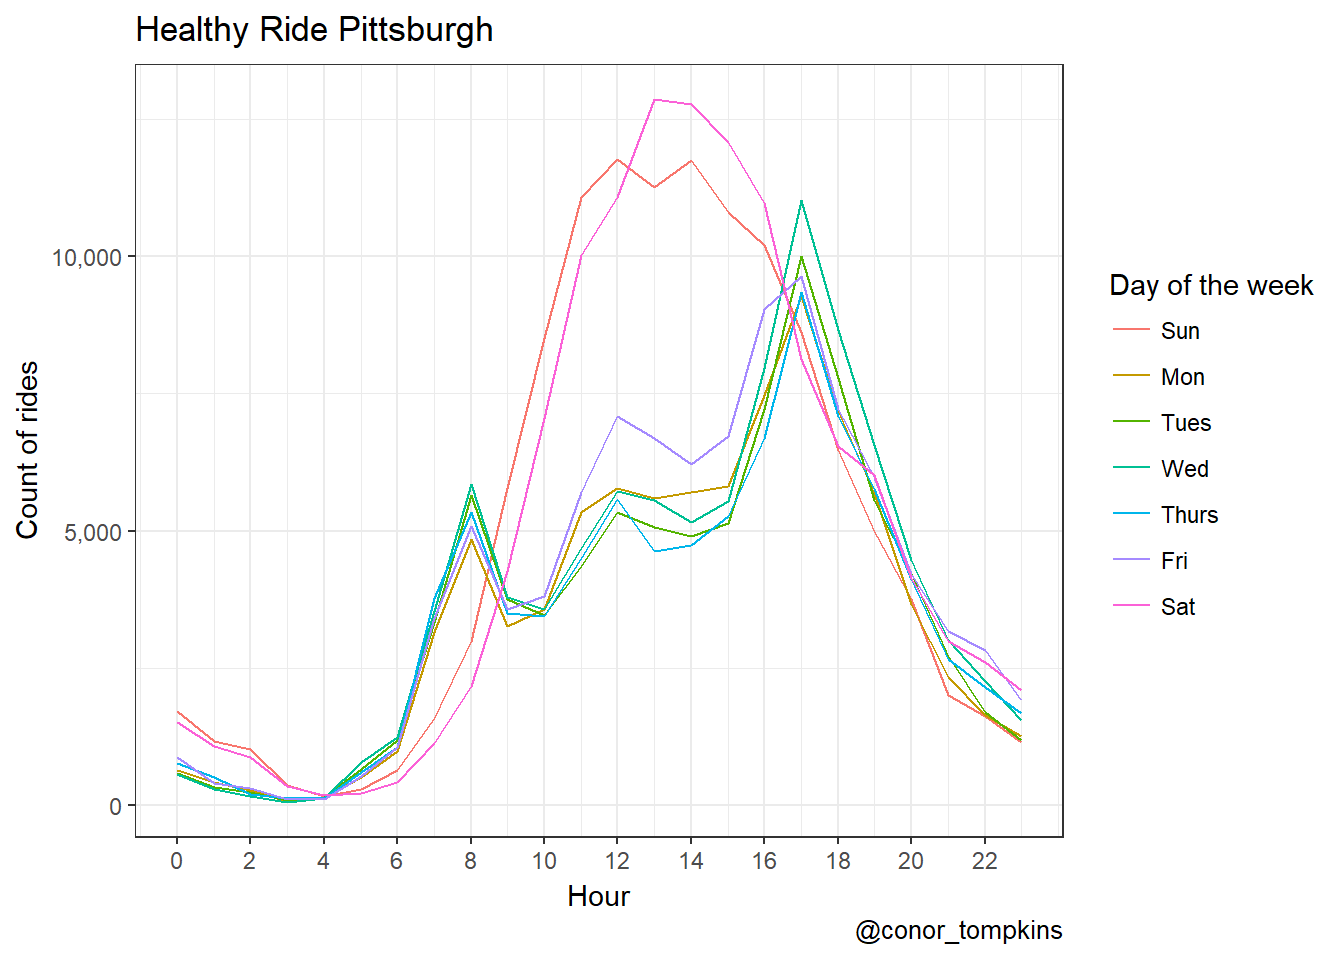 Healthy Ride Pittsburgh
Count of rides
10,000
5,000
0
0 2 4 6 8 10 12 14 16 18 20 22
Hour
Day of the week
Sun
Mon
Tues
Wed
Thurs
Fri
Sat
@conor_tompkins